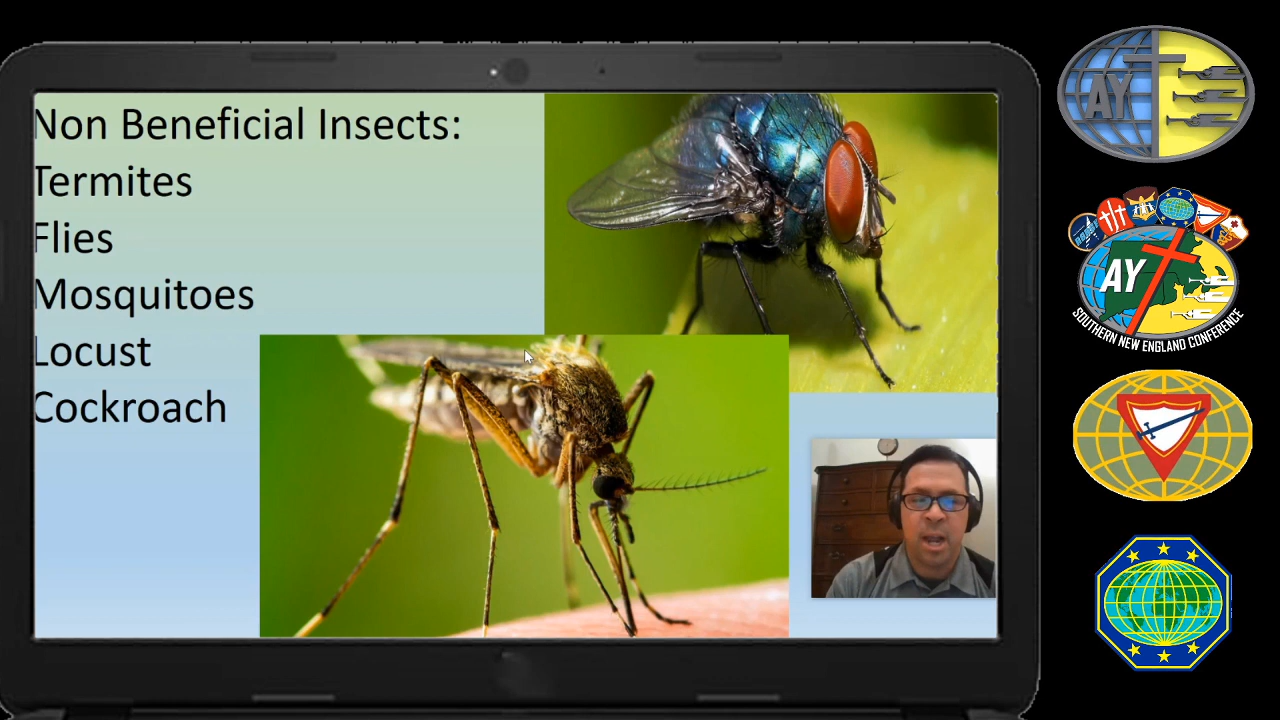 Non Beneficial Insects:
Termites
Flies
Mosquitoes
Locust
Cockroach
AY
AY
SOUTHERN NEW ENGLAND CONFERENCE